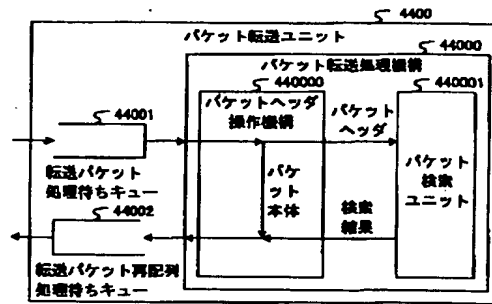 4400
パケット転送ユニット
44000
パケット転送処理機構
440000
440001
パケットヘッダ
操作機構
パケット
ヘッダ
44001
転送パケット
処理待ちキュー
パケ
ット
本体
パケット
検索
ユニット
44002
検索
結果
転送パケット再配列
処理待ちキュー